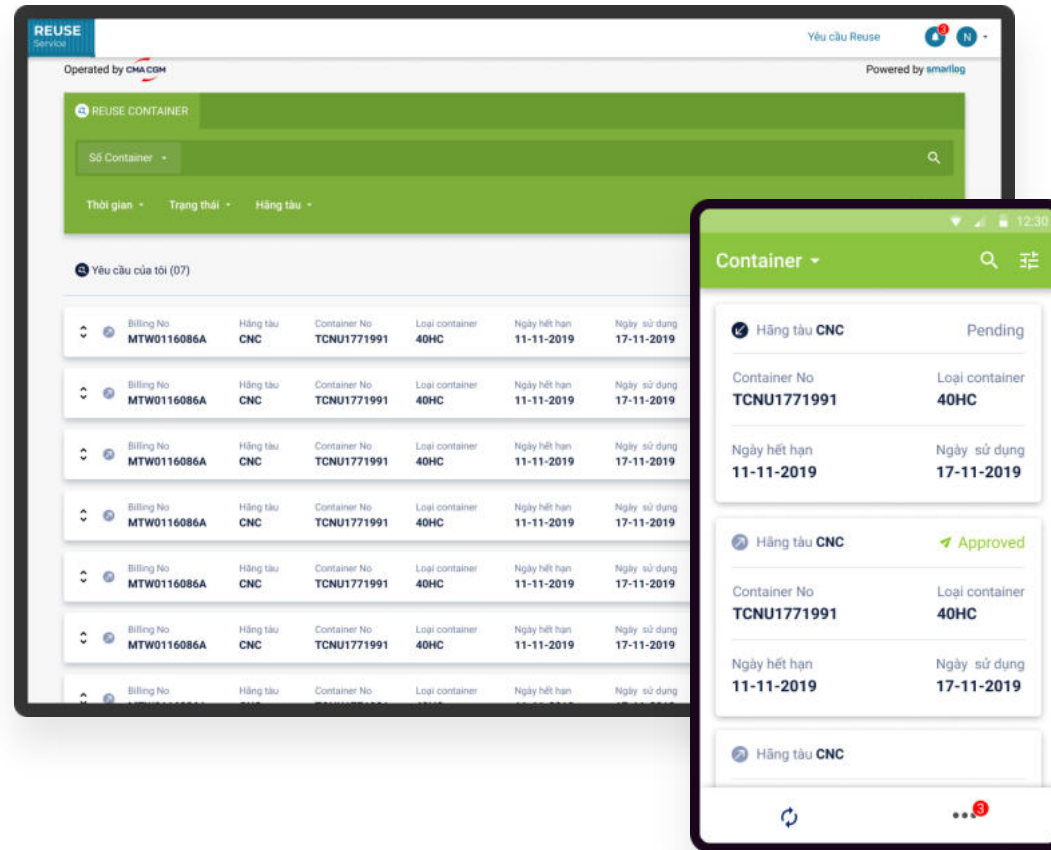 REUSE
Service
Yêu cầu Reuse
3
N
Operated by CMA CGM
Powered by smartlog
REUSE CONTAINER
Số Container
Thời gian Trạng thái Hãng tàu
Yêu cầu của tôi (07)
Billing No Hãng tàu Container No Loại container Ngày hết hạn Ngày sử dụng
MTW0116086A CNC TCNU1771991 40HC 11-11-2019 17-11-2019
Billing No Hãng tàu Container No Loại container Ngày hết hạn Ngày sử dụng
MTW0116086A CNC TCNU1771991 40HC 11-11-2019 17-11-2019
Billing No Hãng tàu Container No Loại container Ngày hết hạn Ngày sử dụng
MTW0116086A CNC TCNU1771991 40HC 11-11-2019 17-11-2019
Billing No Hãng tàu Container No Loại container Ngày hết hạn Ngày sử dụng
MTW0116086A CNC TCNU1771991 40HC 11-11-2019 17-11-2019
Billing No Hãng tàu Container No Loại container Ngày hết hạn Ngày sử dụng
MTW0116086A CNC TCNU1771991 40HC 11-11-2019 17-11-2019
Billing No Hãng tàu Container No Loại container Ngày hết hạn Ngày sử dụng
MTW0116086A CNC TCNU1771991 40HC 11-11-2019 17-11-2019
Billing No Hãng tàu Container No Loại container Ngày hết hạn Ngày sử dụng
12:30
Container
Hãng tàu CNC Pending
Container No Loại container
TCNU1771991 40HC
Ngày hết hạn Ngày sử dụng
11-11-2019 17-11-2019
Hãng tàu CNC Approved
Container No Loại container
TCNU1771991 40HC
Ngày hết hạn Ngày sử dụng
11-11-2019 17-11-2019
Hãng tàu CNC
3